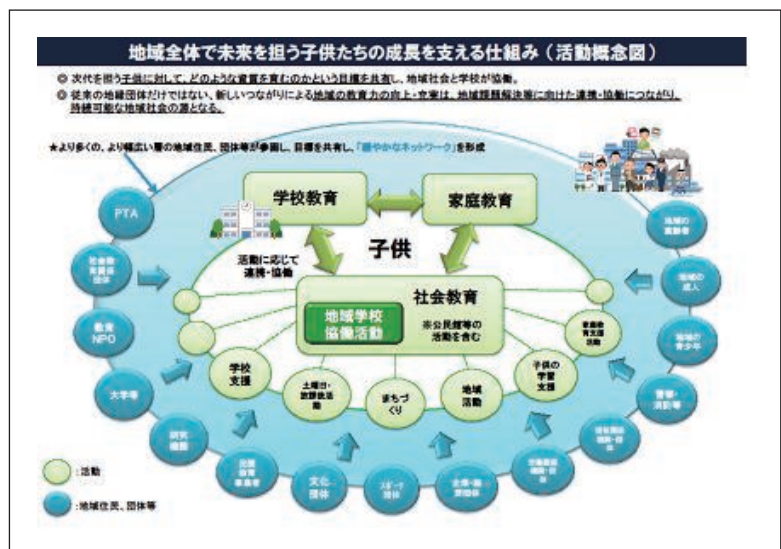 地域全体で未来を担う子供たちの成長を支える仕組み（活動概念図）
◎ 次代を担う子供に対して、どのような資質を育むのかという目標を共有し、地域社会と学校が協働。
◎ 従来の地縁団体だけではない、新しいつながりによる地域の教育力の向上・充実は、地域課題解決等に向けた連携・協働につながり、
持続可能な地域社会の源となる。
★より多くの、より幅広い層の地域住民、団体等が参画し、目標を共有し、「緩やかなネットワーク」を形成
学校教育
家庭教育
PTA
地域の
子供
活動に応じて
連携・協働
地域の
成人
社会教育
地域学校
協働活動
※公民館等の
活動を含む
教育
NPO
地域の
青少年
家庭教
育支援
活動
学校
支援
土曜日・
放課後活
動
まちづ
くり
地域
活動
子供の
学習
支援
大学等
文化
団体
スポーツ
団体
：活動
：地域住民、団体等